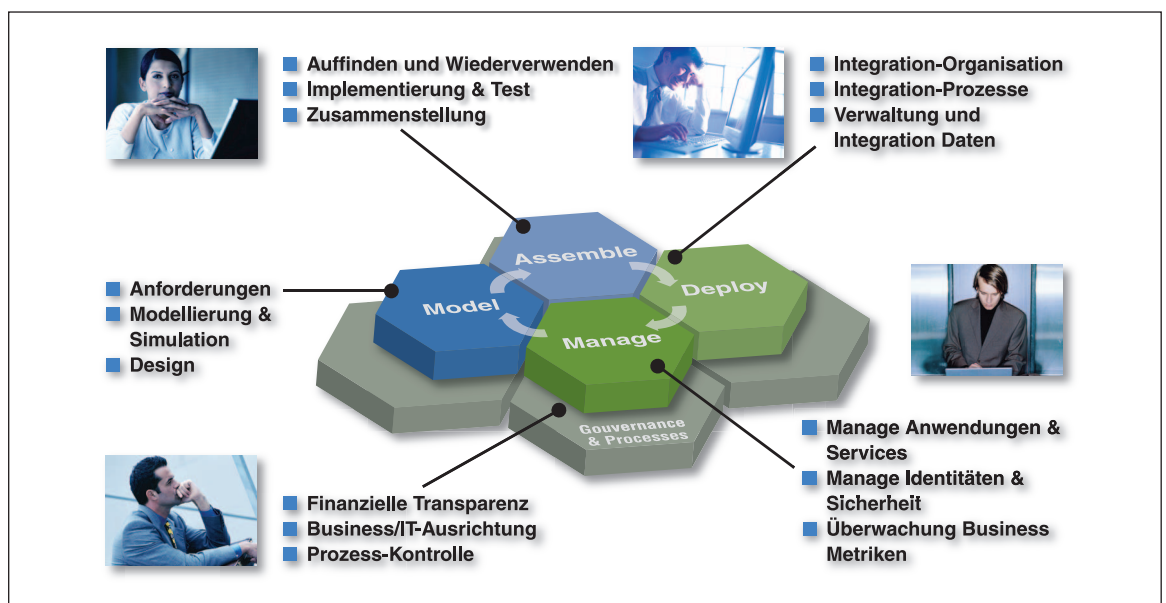 Auffinden und Wiederverwenden
Implementierung & Test
Zusammenstellung
Integration-Organisation
Integration-Prozesse
Verwaltung und
Integration Daten
Assemble
Deploy
Model
Manage
Gouvernance
& Processes
Anforderungen
Modellierung &
Simulation
Design
Manage Anwendungen &
Services
Manage Identitäten &
Sicherheit
Überwachung Business
Metriken
Finanzielle Transparenz
Business/IT-Ausrichtung
Prozess-Kontrolle